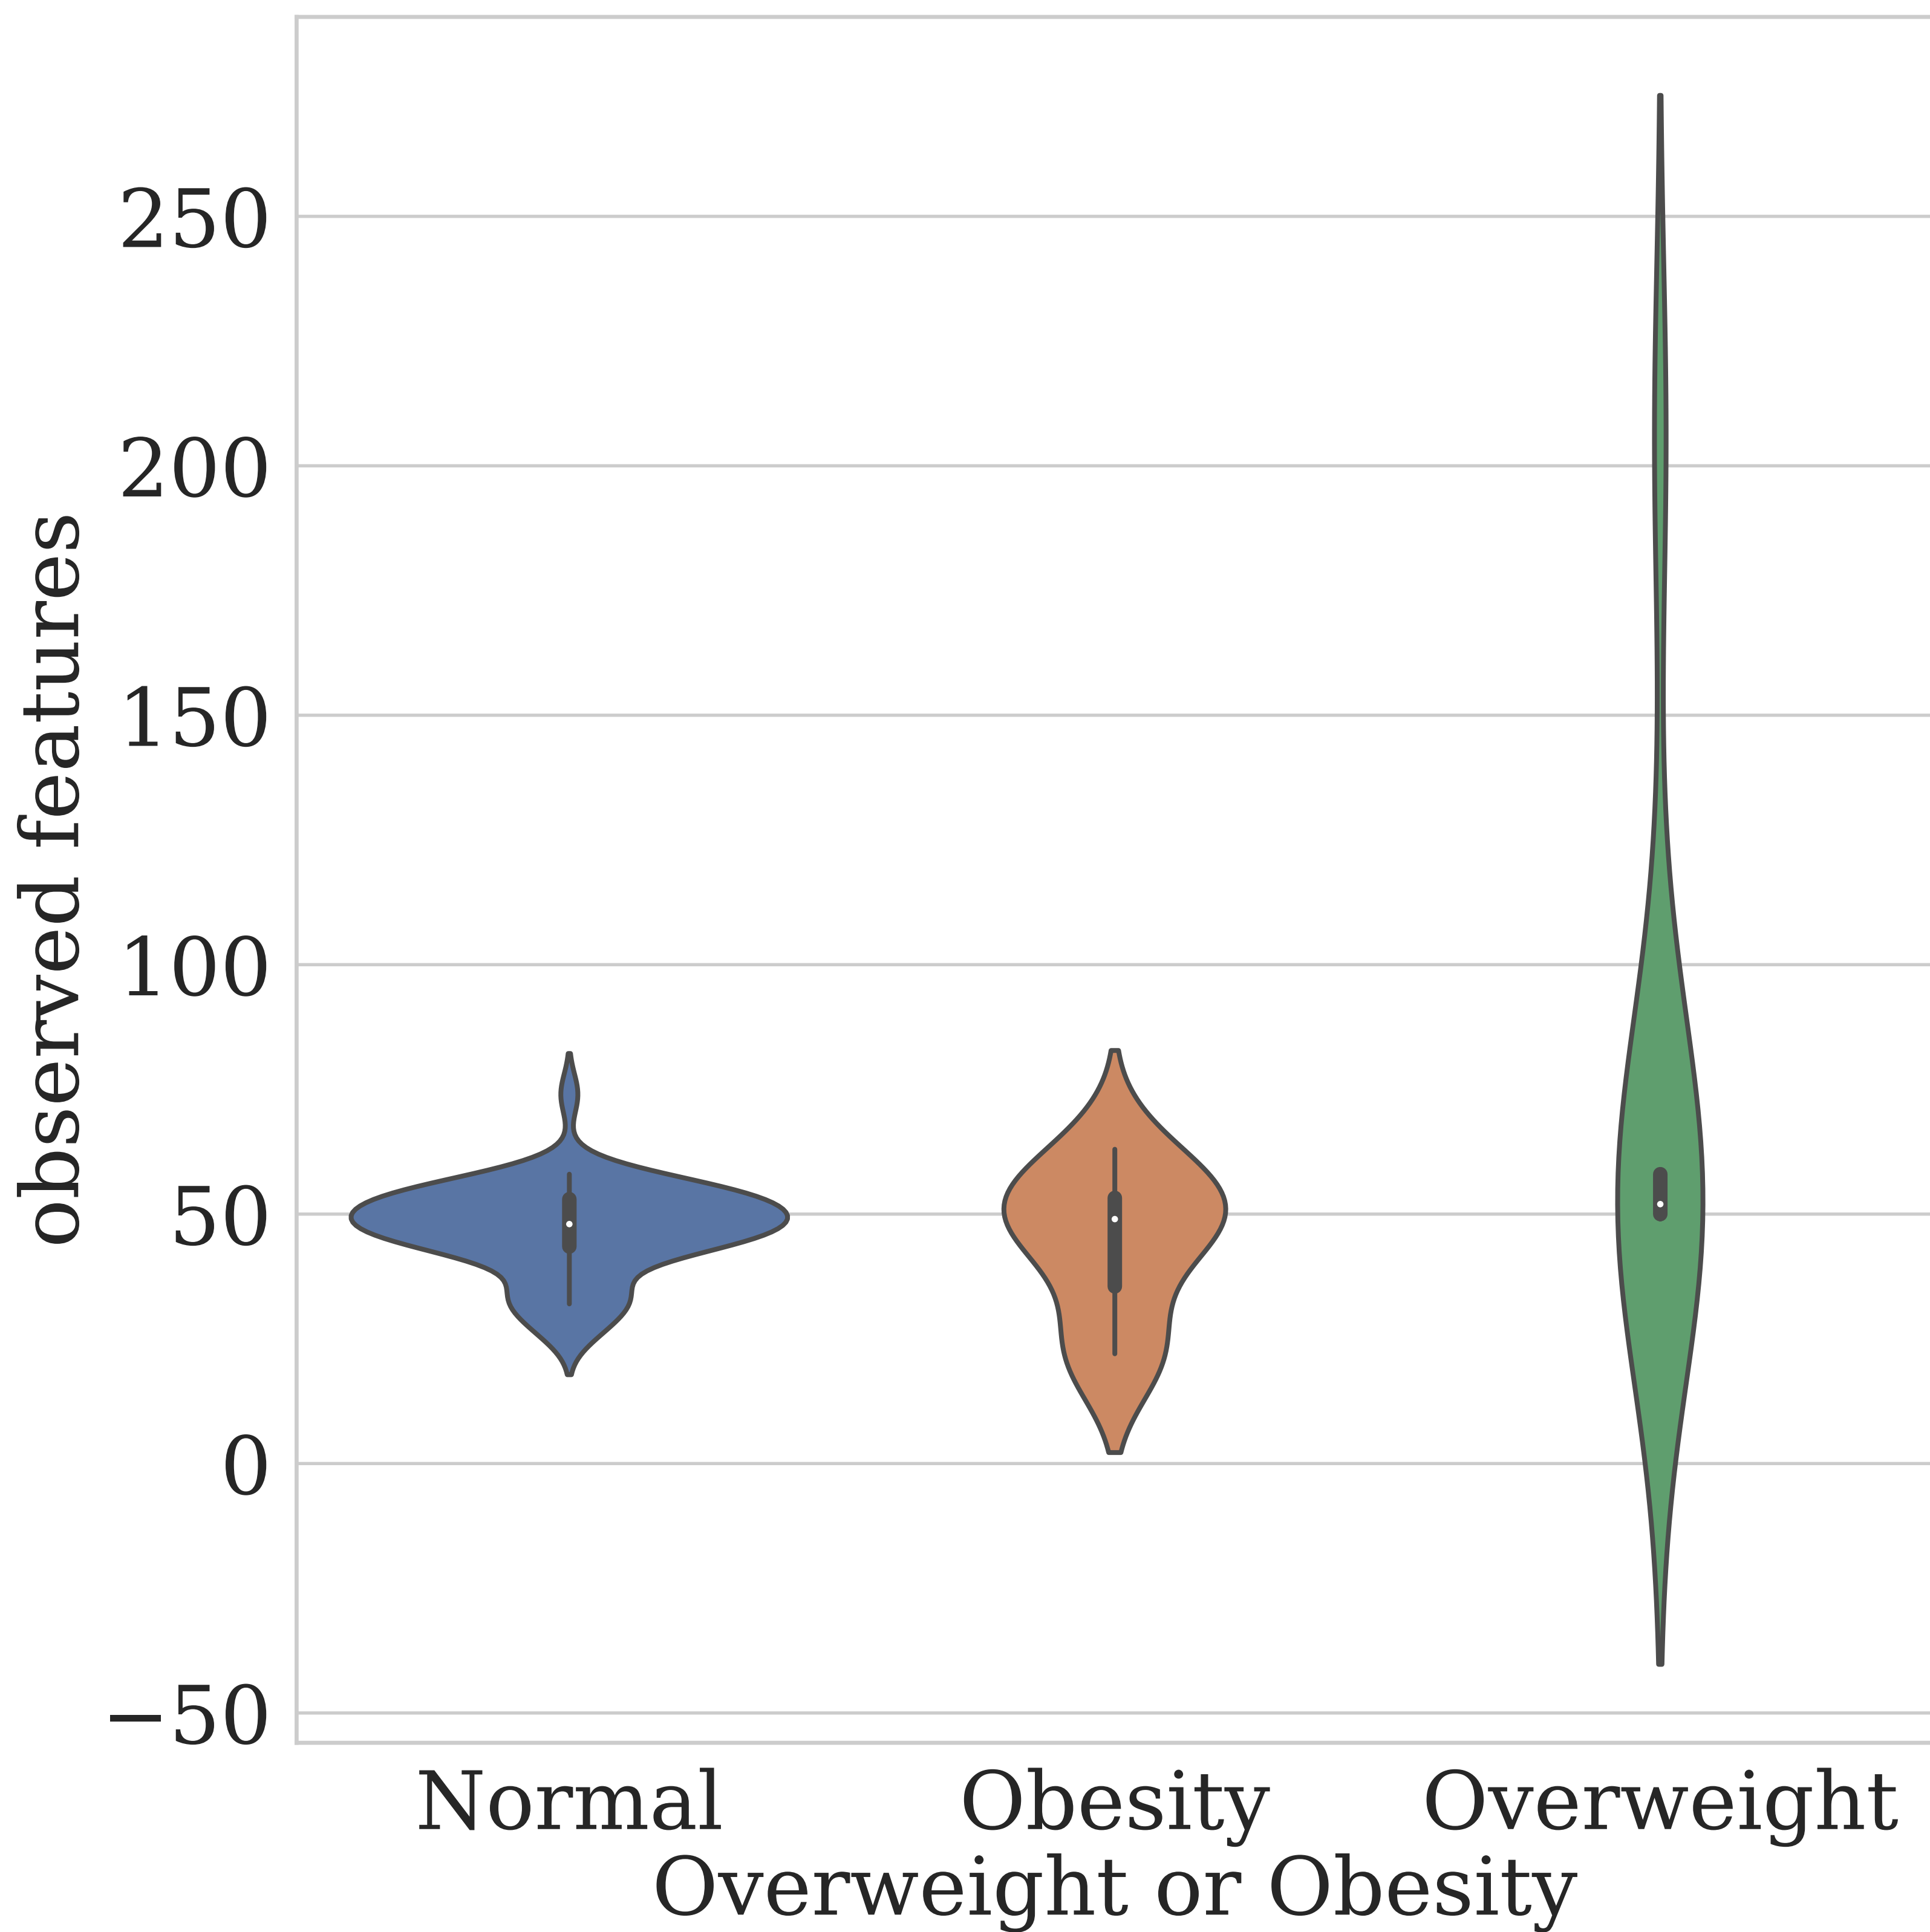 observed features
250
200
150
100
50
0
−50
Normal Obesity Overweight
Overweight or Obesity